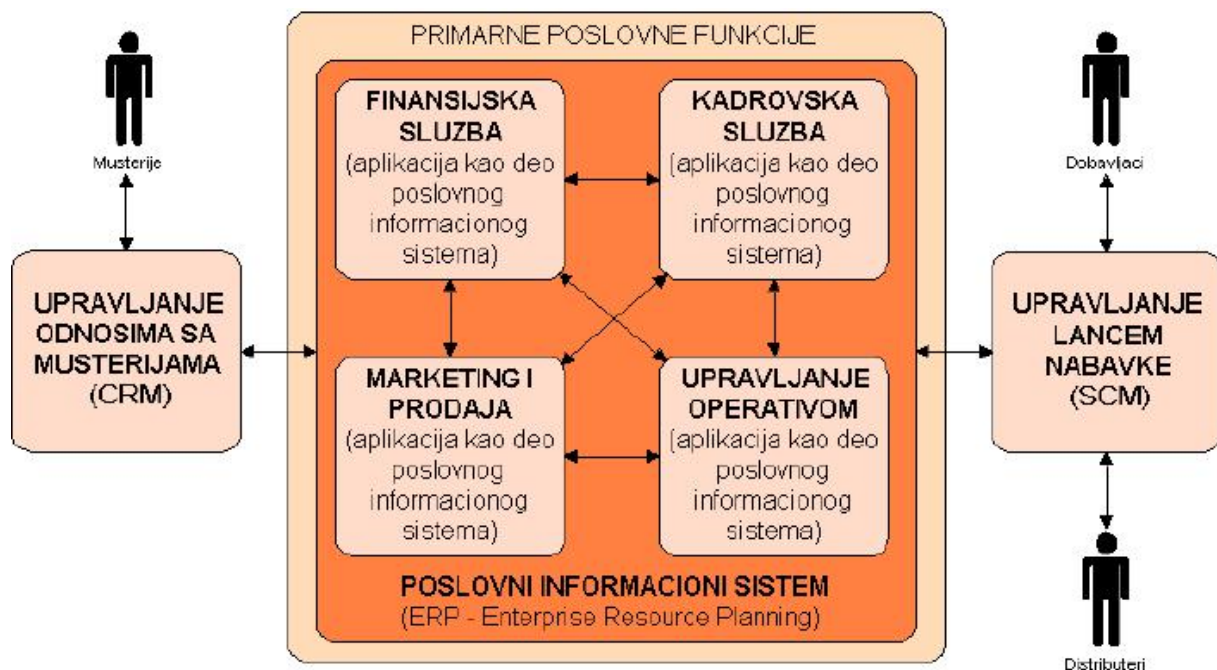 PRIMARNE POSLOVNE FUNKCIJE
Musterije
UPRAVLJANJE
ODNOSIMA SA
MUSTERIJAMA
(CRM)
FINANSIJSKA
SLUZBA
(aplikacija kao deo
poslovnog
informacionog
sistema)
KADROVSKA
SLUZBA
(aplikacija kao deo
poslovnog
informacionog
sistema)
MARKETING I
PRODAJA
(aplikacija kao deo
poslovnog
informacionog
sistema)
UPRAVLJANJE
OPERATIVOM
(aplikacija kao deo
poslovnog
informacionog
sistema)
POSLOVNI INFORMACIONI SISTEM
(ERP - Enterprise Resource Planning)
Dobavljaci
UPRAVLJANJE
LANCEM
NABAVKE
(SCM)
Distributeri